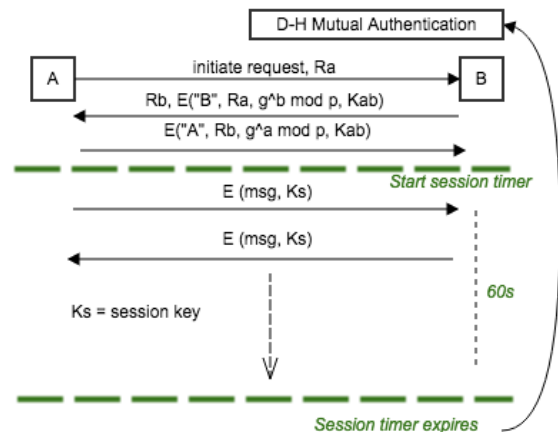 D-H Mutual Authentication
A
initiate request, Ra
B
Rb, E("B", Ra, g^b mod p, Kab)
E("A", Rb, g^a mod p, Kab)
Start session timer
E (msg, Ks)
E (msg, Ks)
60s
Ks = session key
Session timer expires